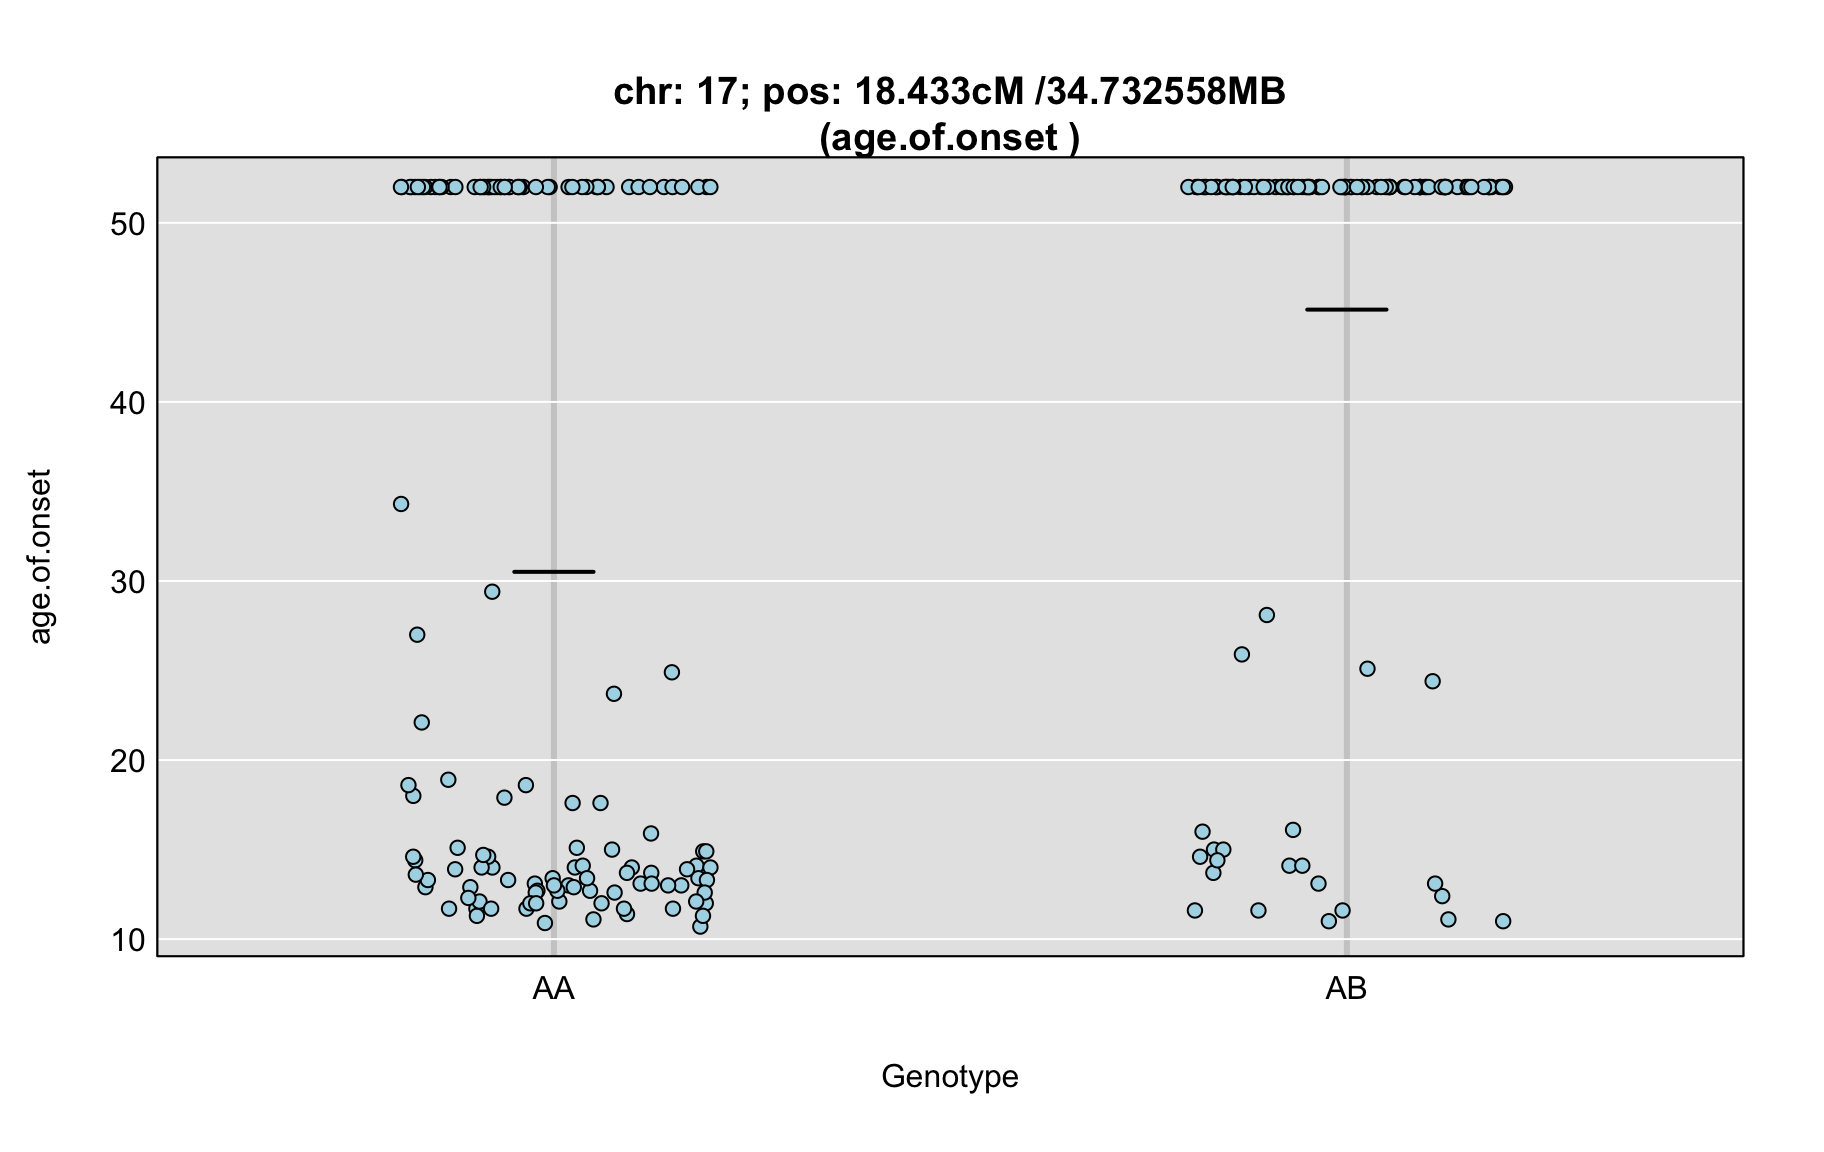 chr: 17; pos: 18.433cM /34.732558MB
(age.of.onset )
50
40
30
20
10
age.of.onset
AA
AB
Genotype